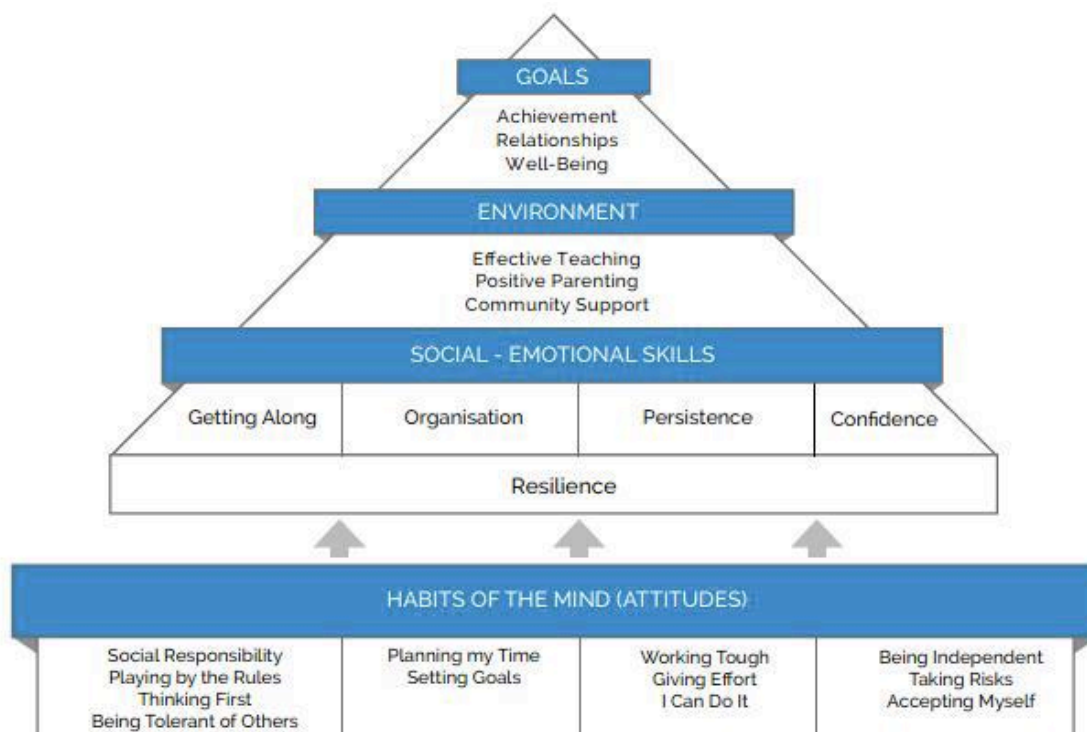 GOALS
Achievement
Relationships
Well-Being
ENVIRONMENT
Effective Teaching
Positive Parenting
Community Support
SOCIAL - EMOTIONAL SKILLS
Getting Along
Organisation
Persistence
Confidence
Resilience
HABITS OF THE MIND (ATTITUDES)
Social Responsibility
Playing by the Rules
Thinking First
Being Tolerant of Others
Planning my Time
Setting Goals
Working Tough
Giving Effort
I Can Do It
Being Independent
Taking Risks
Accepting Myself